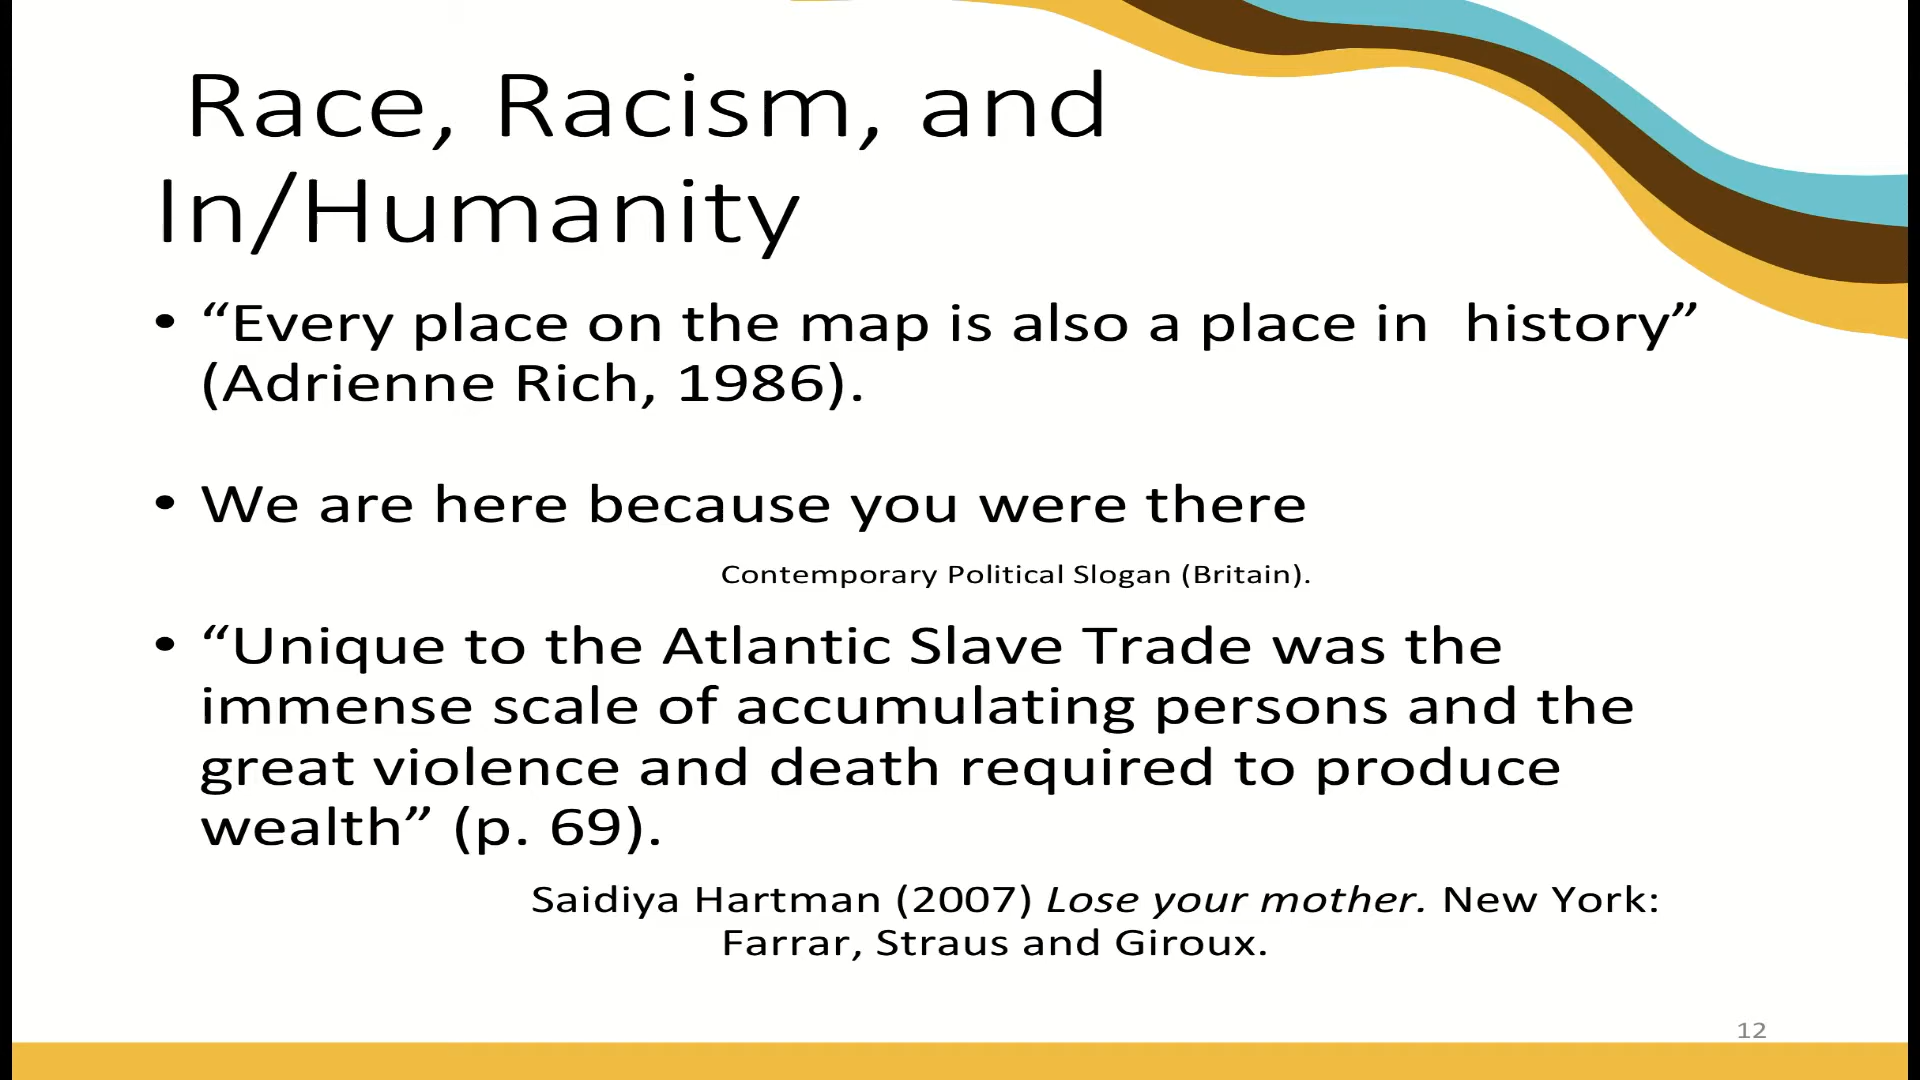 Race, Racism, and
In/Humanity
• “Every place on the map is also a place in  history”
(Adrienne Rich, 1986).
• We are here because you were there
Contemporary Political Slogan (Britain).
• “Unique to the Atlantic Slave Trade was the
immense scale of accumulating persons and the
great violence and death required to produce
wealth” (p. 69).
Saidiya Hartman (2007) Lose your mother. New York:
Farrar, Straus and Giroux.
12